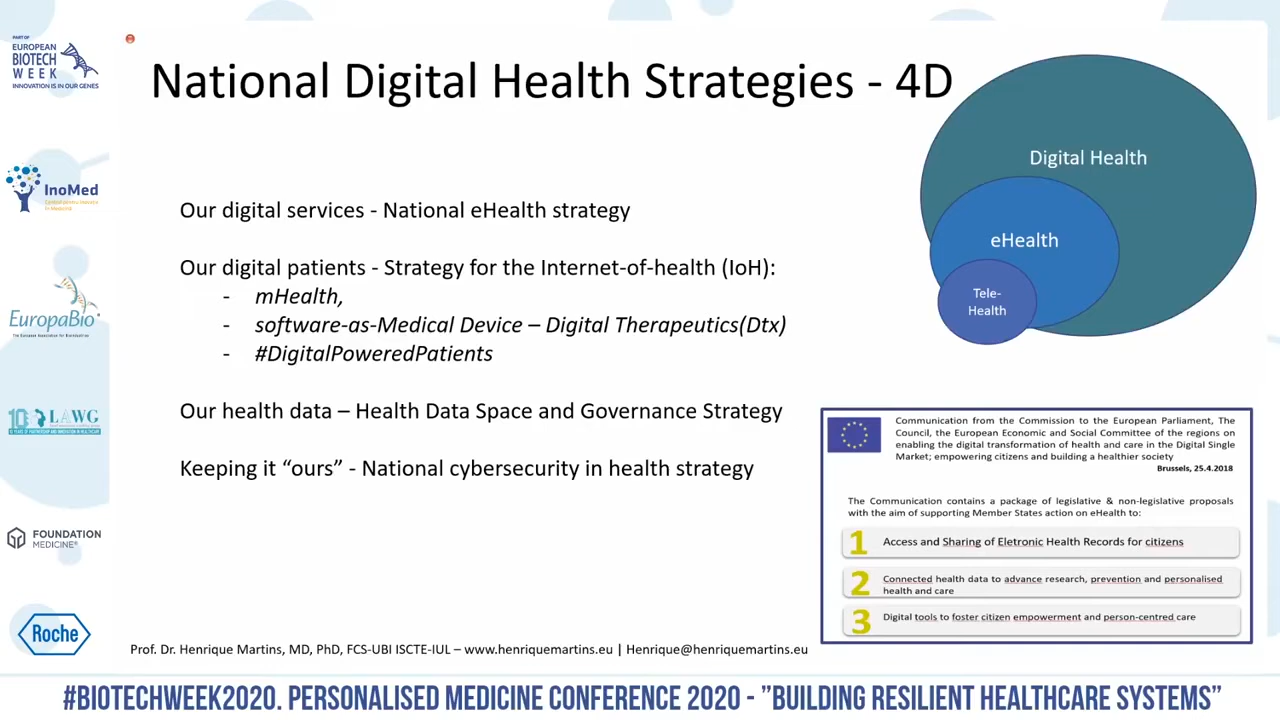 PART OF
EUROPEAN
BIOTECH
WEEK
INNOVATION IS IN OUR GENES
InoMed
EuropaBio
LAWG
FOUNDATION
MEDICINE®
Roche
National Digital Health Strategies - 4D
Our digital services - National eHealth strategy
Our digital patients - Strategy for the Internet-of-health (IoH):
- mHealth,
- software-as-Medical Device – Digital Therapeutics(Dtx)
- #DigitalPoweredPatients
Our health data – Health Data Space and Governance Strategy
Keeping it “ours” - National cybersecurity in health strategy
Digital Health
eHealth
Tele-
Health
Communication from the Commission to the European Parliament, The
Council, the European Economic and Social Committee of the regions on
enabling the digital transformation of health and care in the Digital Single
Market; empowering citizens and building a healthier society
Brussels, 25.4.2018
The Communication contains a package of legislative & non-legislative proposals
with the aim of supporting Member States action on eHealth to:
1 Access and Sharing of Eletronic Health Records for citizens
2 Connected health data to advance research, prevention and personalised
health and care
3 Digital tools to foster citizen empowerment and person-centred care
Prof. Dr. Henrique Martins, MD, PhD, FCS-UBI ISCTE-IUL – www.henriquemartins.eu | Henrique@henriquemartins.eu
#BIOTECHWEEK2020. PERSONALISED MEDICINE CONFERENCE 2020 - ”BUILDING RESILIENT HEALTHCARE SYSTEMS”